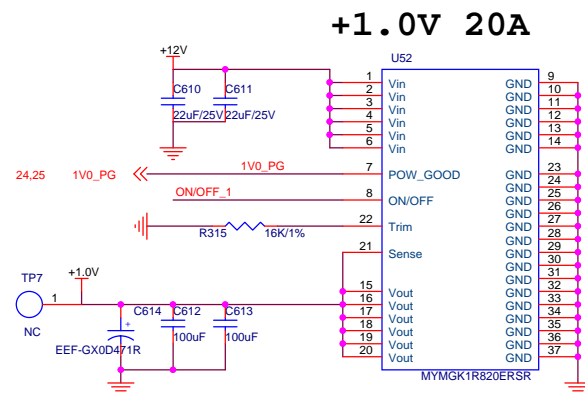 +1.0V 20A
+12V
U52
C610 C611
22uF/25V 22uF/25V
1 Vin GND 9
2 Vin GND 10
3 Vin GND 11
4 Vin GND 12
5 Vin GND 13
6 Vin GND 14
24,25 1V0_PG 1V0_PG 7 POW_GOOD GND 23
GND 24
ON/OFF_1 8 ON/OFF GND 25
GND 26
R315 16K/1% 22 Trim GND 27
GND 28
21 Sense GND 29
GND 30
GND 31
TP7 1 NC
+1.0V
C614 C612 C613
EEF-GX0D471R 100uF 100uF
+
15 Vout GND 32
16 Vout GND 33
17 Vout GND 34
18 Vout GND 35
19 Vout GND 36
20 Vout GND 37
MYMGK1R820ERSR